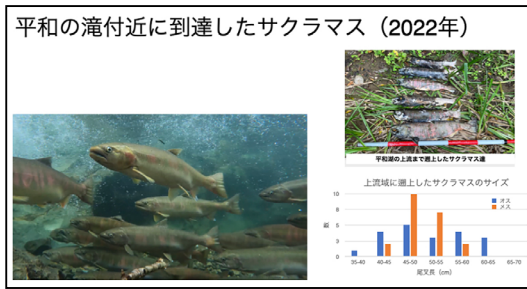 平和の滝付近に到達したサクラマス（2022年）
平和湖の上流まで遡上したサクラマス達
上流域に遡上したサクラマスのサイズ
オス
メス
数
10
8
5
3
0
35-40 40-45 45-50 50-55 55-60 60-65 65-70
尾叉長（cm）